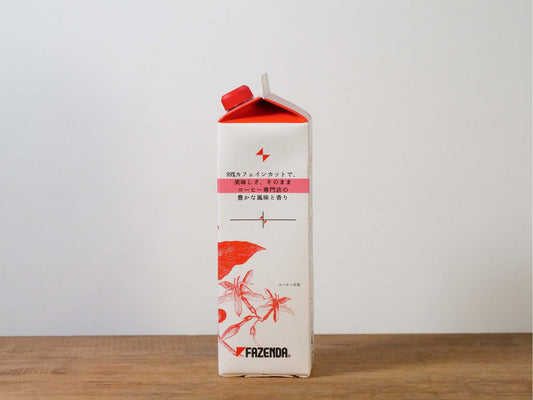 99%カフェインカットで、
美味しさ、そのまま
コーヒー専門店の
豊かな風味と香り
コーヒーの花
FAZENDA®